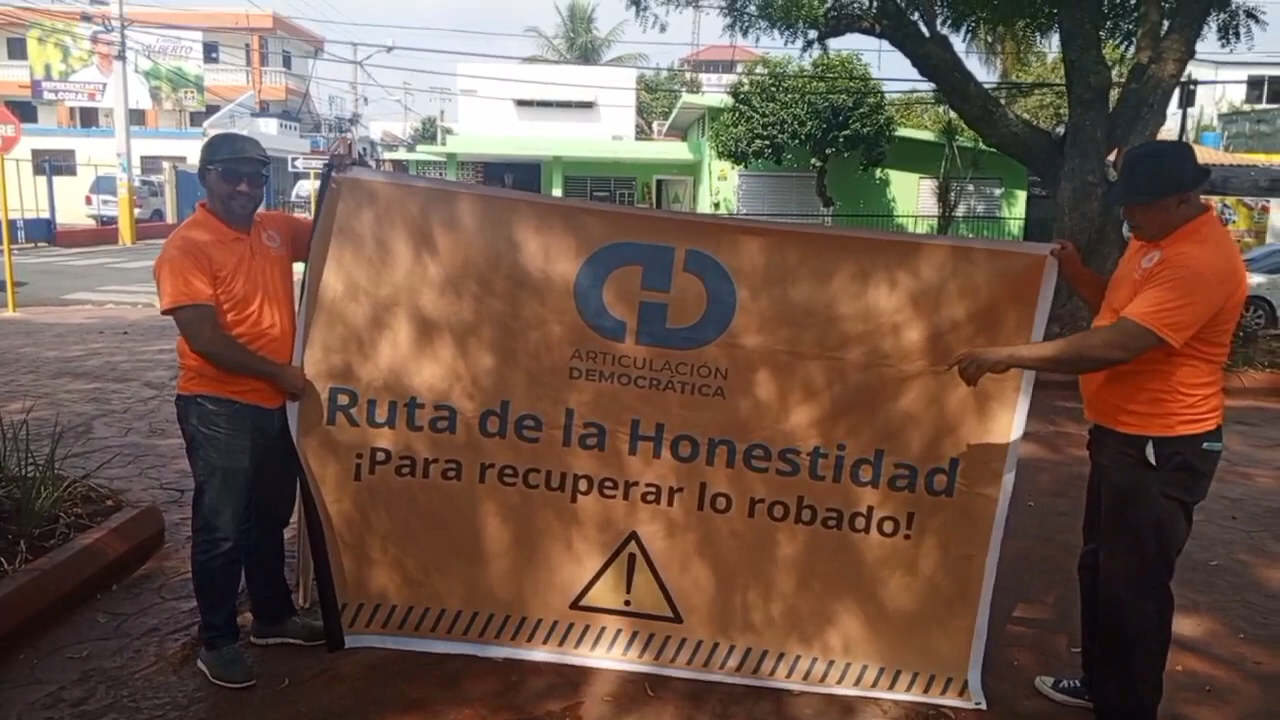 ALBERTO
REPRESENTANTE
ARTICULACIÓN
DEMOCRÁTICA
Ruta de la Honestidad
¡Para recuperar lo robado!